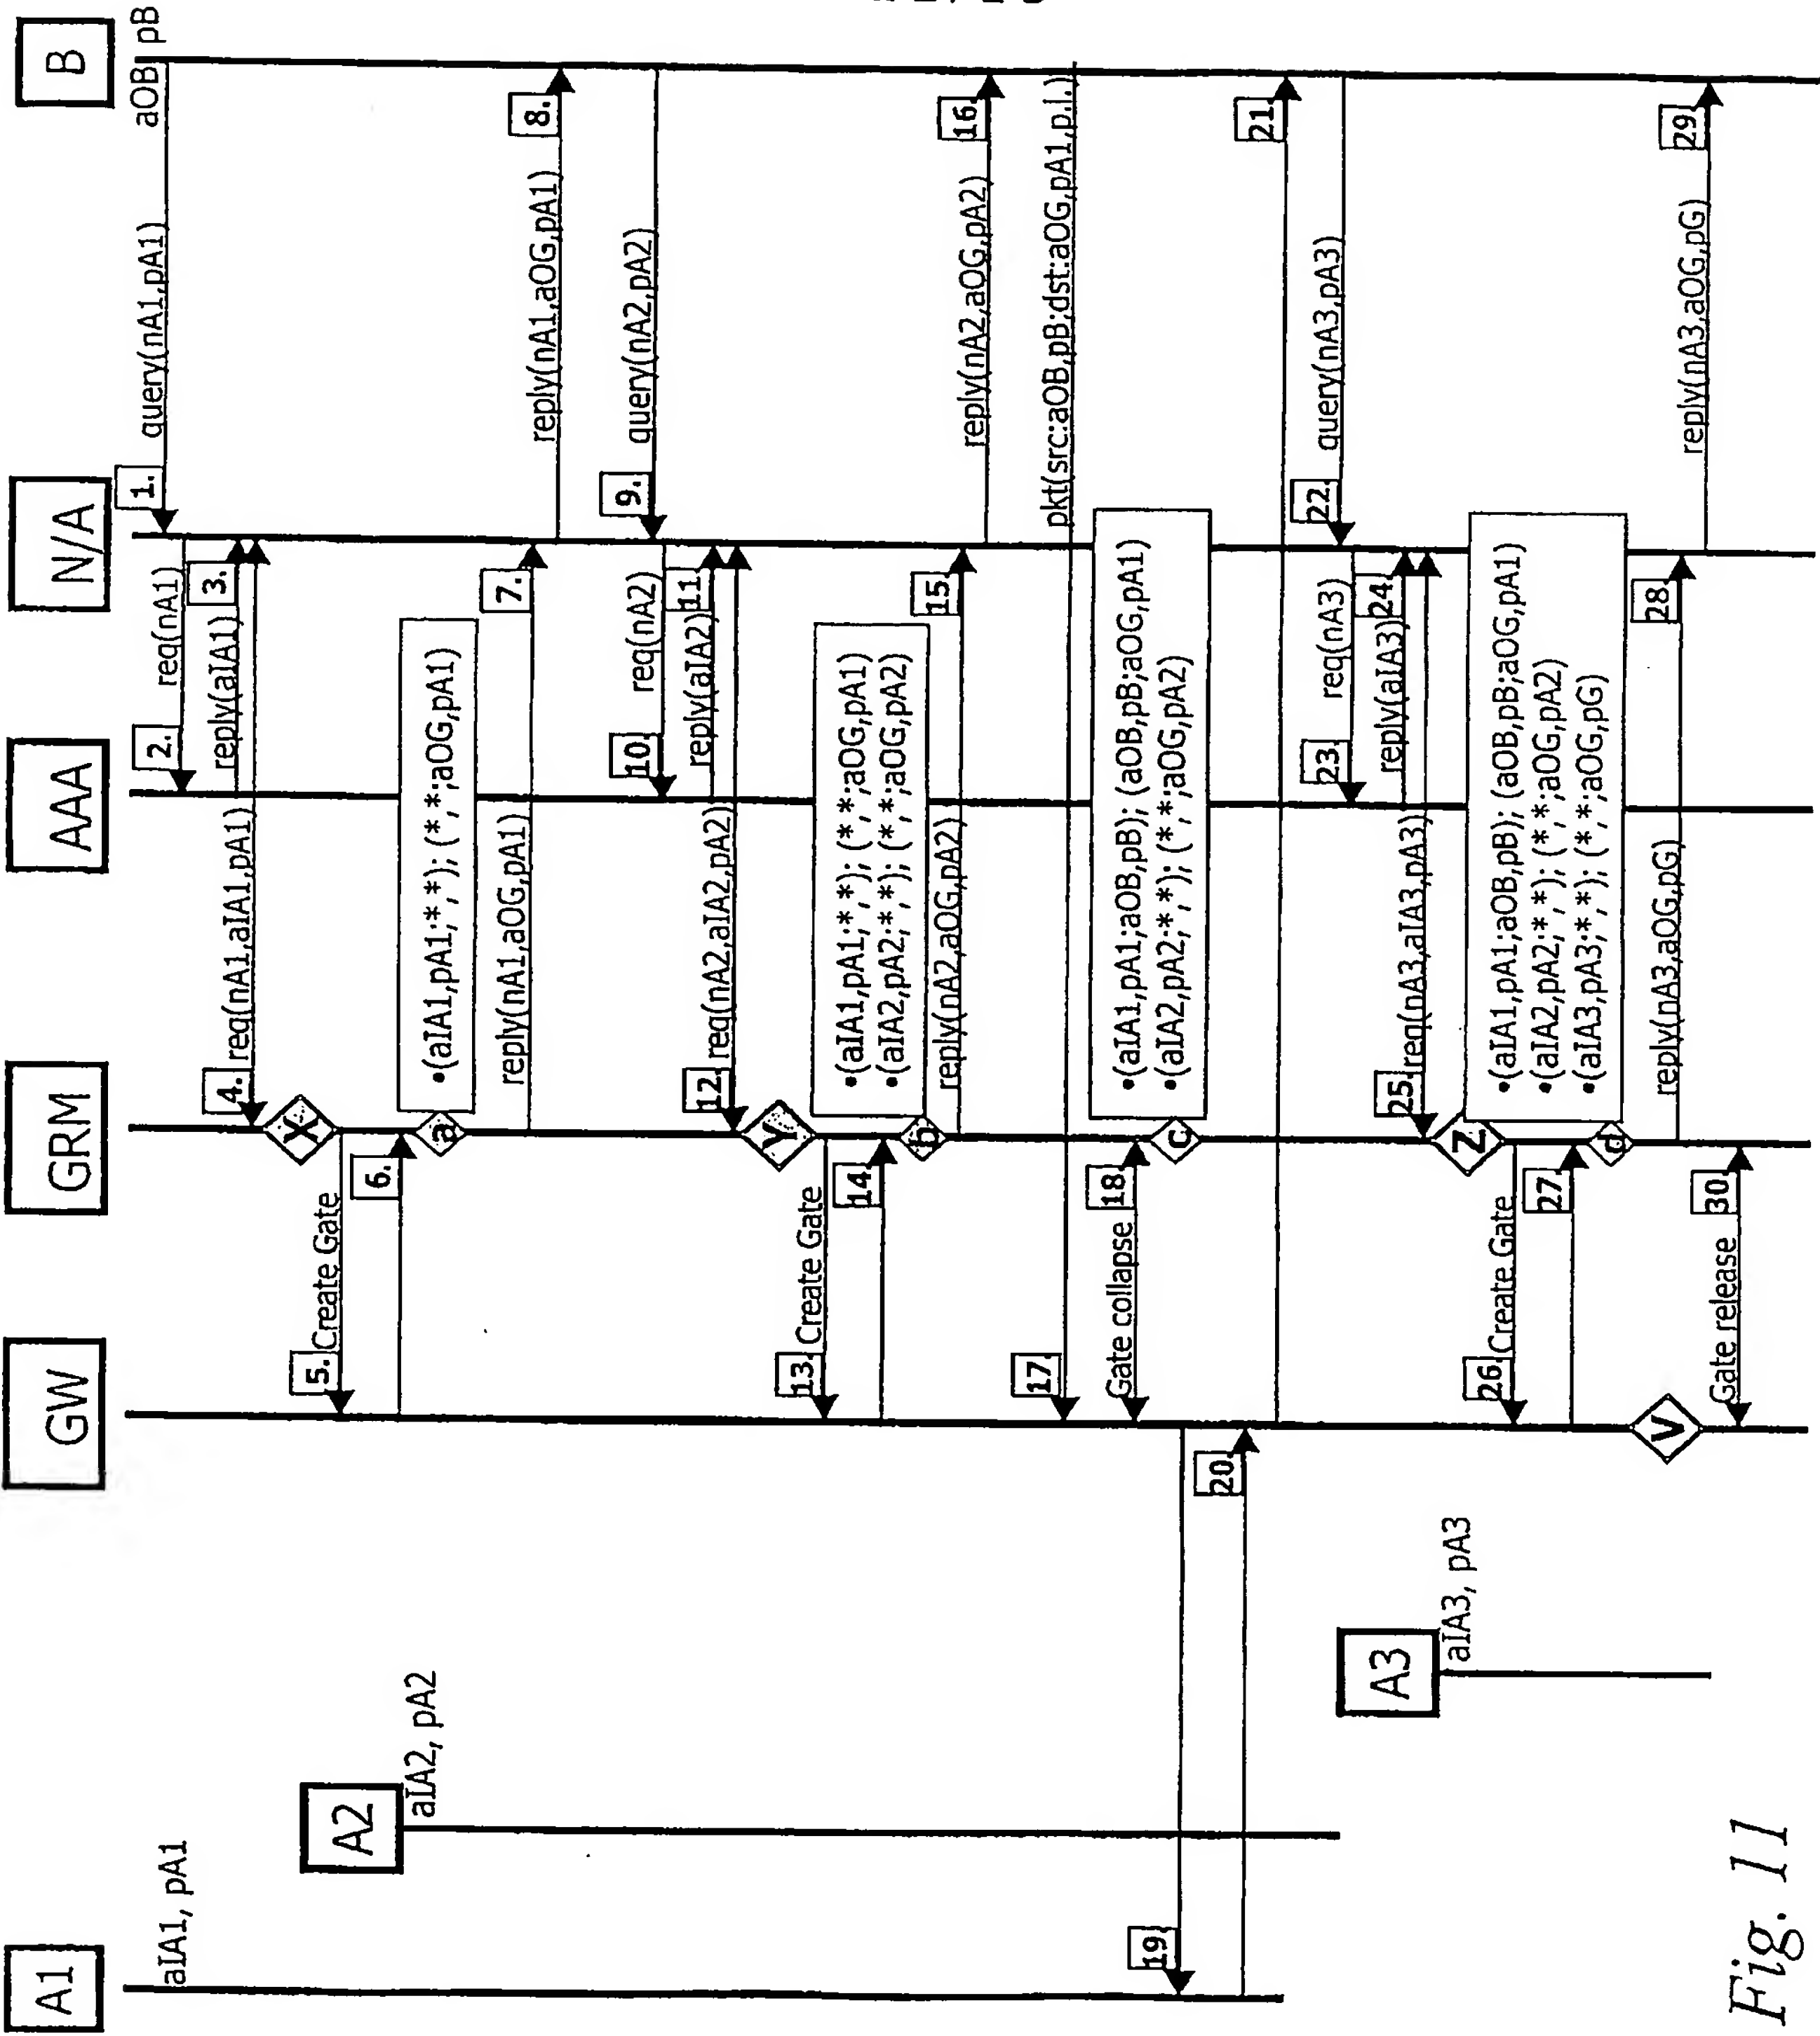 A1
A2
A3
GW
GRM
AAA
N/A
B
aIA1, pA1
aOB pB
1.
query(nA1,pA1)
2.
req(nA1)
3.
reply(aIA1)
4.
req(nA1,aIA1,pA1)
X
aIA2, pA2
5.
Create Gate
6.
a
•(aIA1,pA1;*,*); (*,*;aOG,pA1)
7.
reply(nA1,aOG,pA1)
8.
reply(nA1,aOG,pA1)
9.
query(nA2,pA2)
10.
req(nA2)
11.
reply(aIA2)
12.
req(nA2,aIA2,pA2)
Y
13.
Create Gate
14.
b
•(aIA1,pA1;*,*); (*,*;aOG,pA1)
•(aIA2,pA2;*,*); (*,*;aOG,pA2)
15.
reply(nA2,aOG,pA2)
16.
reply(nA2,aOG,pA2)
17.
pkt(src:aOB,pB;dst:aOG,pA1,p.l.)
18.
Gate collapse
c
•(aIA1,pA1;aOB,pB); (aOB,pB;aOG,pA1)
•(aIA2,pA2;*,*); (*,*;aOG,pA2)
19.
20.
21.
22.
query(nA3,pA3)
23.
req(nA3)
24.
reply(aIA3)
25.
req(nA3,aIA3,pA3)
Z
aIA3, pA3
26.
Create Gate
27.
d
•(aIA1,pA1;aOB,pB); (aOB,pB;aOG,pA1)
•(aIA2,pA2;*,*); (*,*;aOG,pA2)
•(aIA3,pA3;*,*); (*,*;aOG,pG)
V
28.
reply(nA3,aOG,pG)
29.
reply(nA3,aOG,pG)
30.
Gate release
Fig. 11